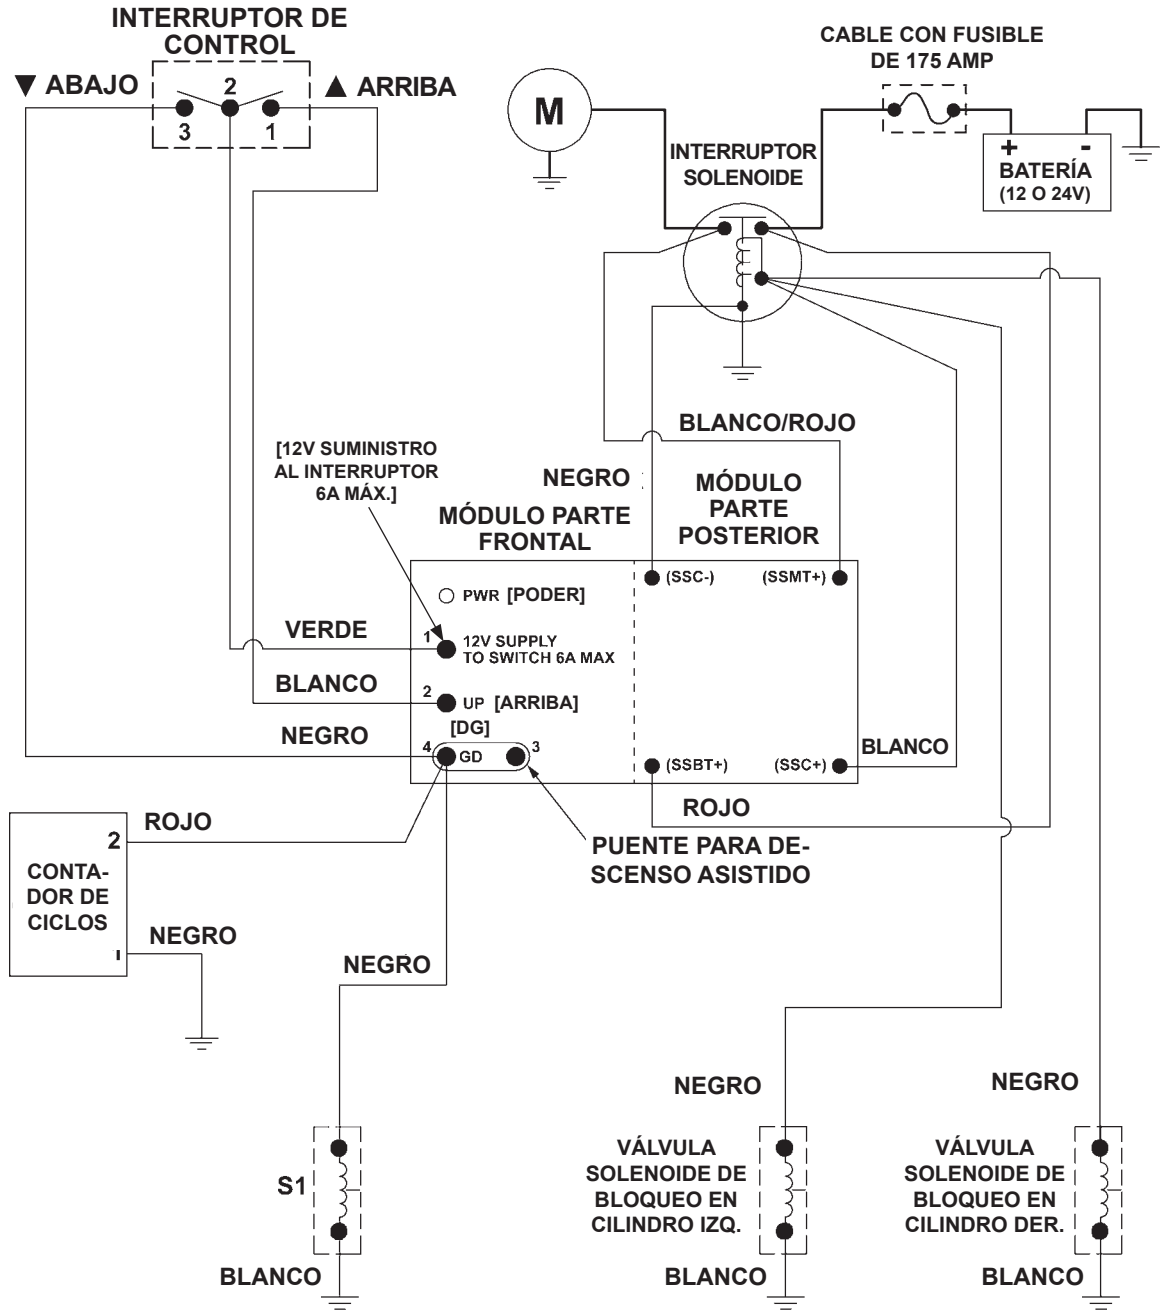 INTERRUPTOR DE
CONTROL
▼ ABAJO
▲ ARRIBA
2
3
1
CABLE CON FUSIBLE
DE 175 AMP
M
INTERRUPTOR
SOLENOIDE
+
-
BATERÍA
(12 O 24V)
BLANCO/ROJO
NEGRO
[12V SUMINISTRO
AL INTERRUPTOR
6A MÁX.]
MÓDULO PARTE
FRONTAL
MÓDULO
PARTE
POSTERIOR
PWR [PODER]
(SSC-)
(SSMT+)
VERDE
1
12V SUPPLY
TO SWITCH 6A MAX
BLANCO
2
UP [ARRIBA]
[DG]
NEGRO
4
GD
3
(SSBT+)
(SSC+)
BLANCO
ROJO
PUENTE PARA DE-
SCENSO ASISTIDO
ROJO
2
CONTA-
DOR DE
CICLOS
1
NEGRO
NEGRO
NEGRO
NEGRO
S1
VÁLVULA
SOLENOIDE DE
BLOQUEO EN
CILINDRO IZQ.
VÁLVULA
SOLENOIDE DE
BLOQUEO EN
CILINDRO DER.
BLANCO
BLANCO
BLANCO